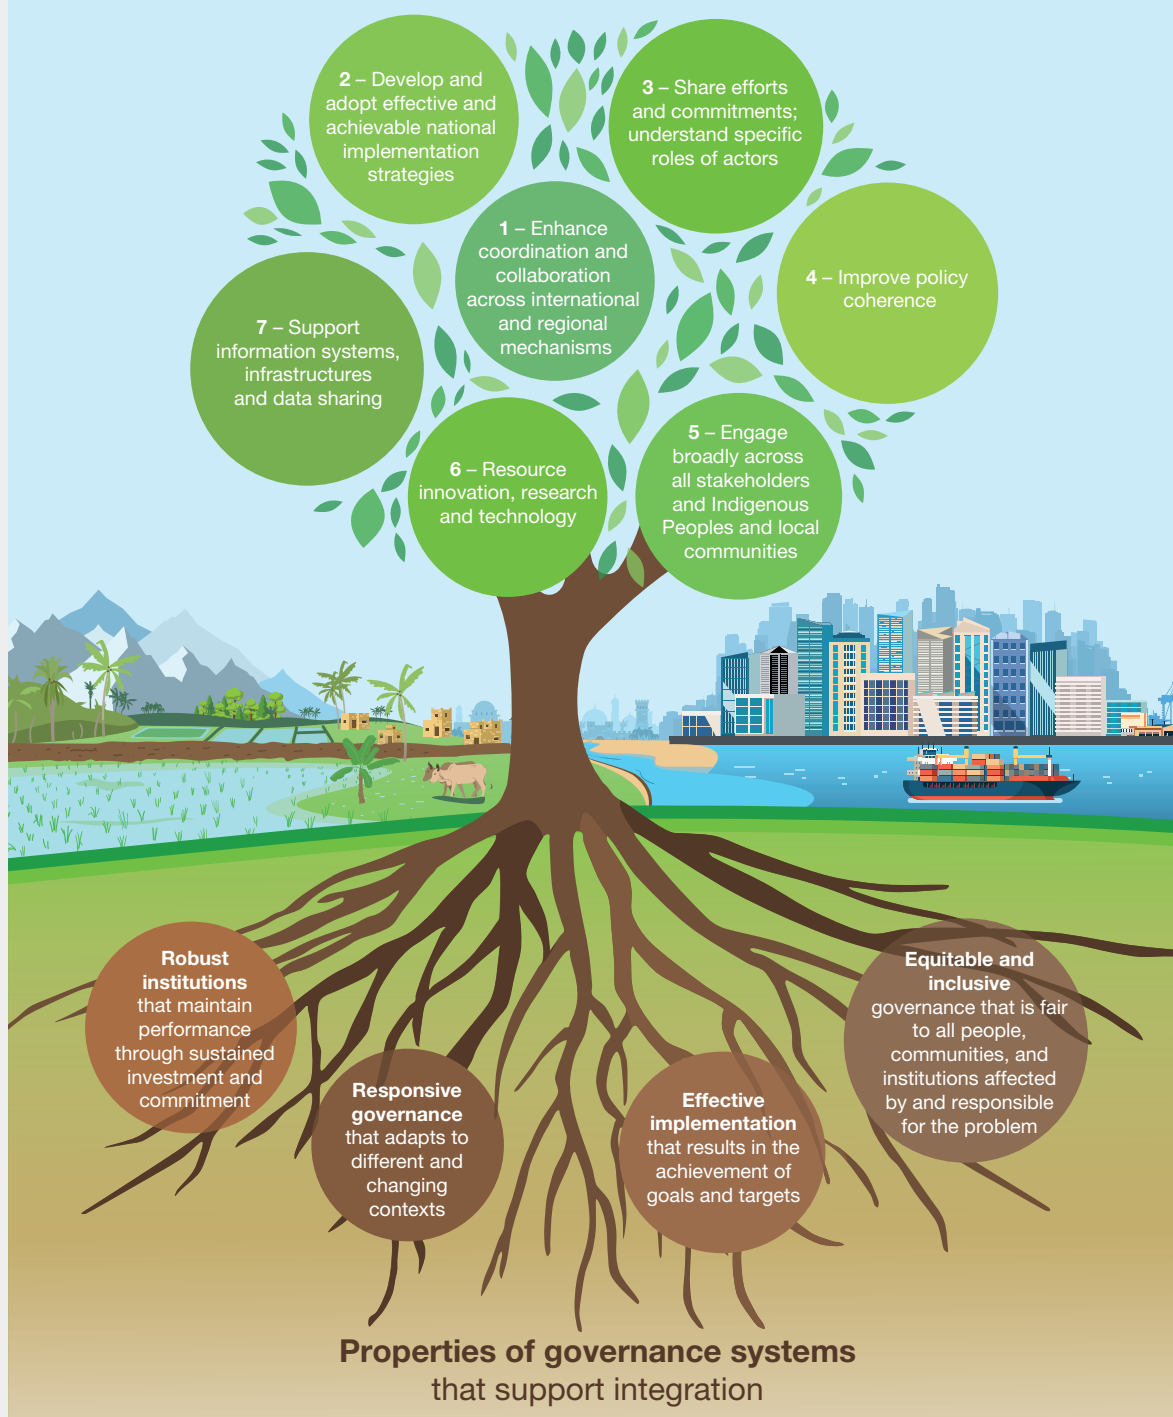 2 – Develop and
adopt effective and
achievable national
implementation
strategies
3 – Share efforts
and commitments;
understand specific
roles of actors
1 – Enhance
coordination and
collaboration
across international
and regional
mechanisms
4 – Improve policy
coherence
7 – Support
information systems,
infrastructures
and data sharing
6 – Resource
innovation, research
and technology
5 – Engage
broadly across
all stakeholders
and Indigenous
Peoples and local
communities
Robust
institutions
that maintain
performance
through sustained
investment and
commitment
Responsive
governance
that adapts to
different and
changing
contexts
Effective
implementation
that results in the
achievement of
goals and targets
Equitable and
inclusive
governance that is fair
to all people,
communities, and
institutions affected
by and responsible
for the problem
Properties of governance systems
that support integration